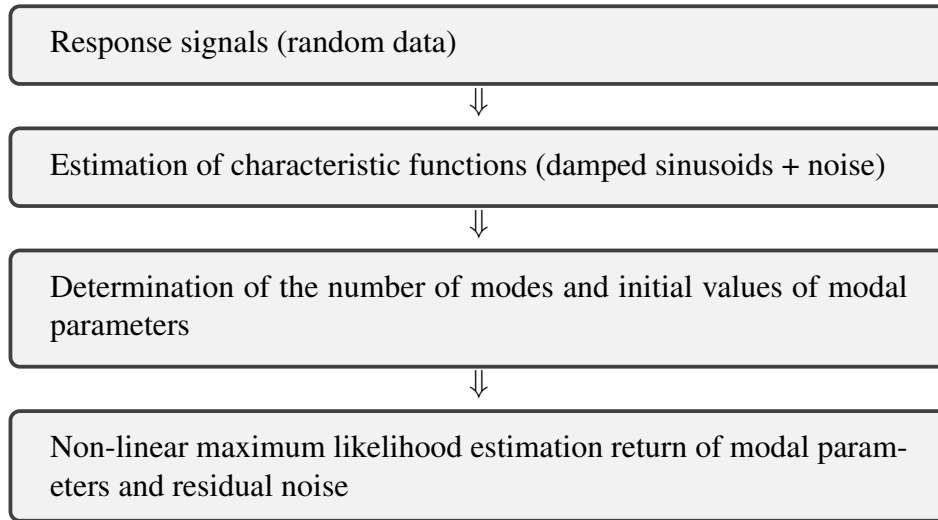 Response signals (random data)
⇓
Estimation of characteristic functions (damped sinusoids + noise)
⇓
Determination of the number of modes and initial values of modal
parameters
⇓
Non-linear maximum likelihood estimation return of modal param-
eters and residual noise